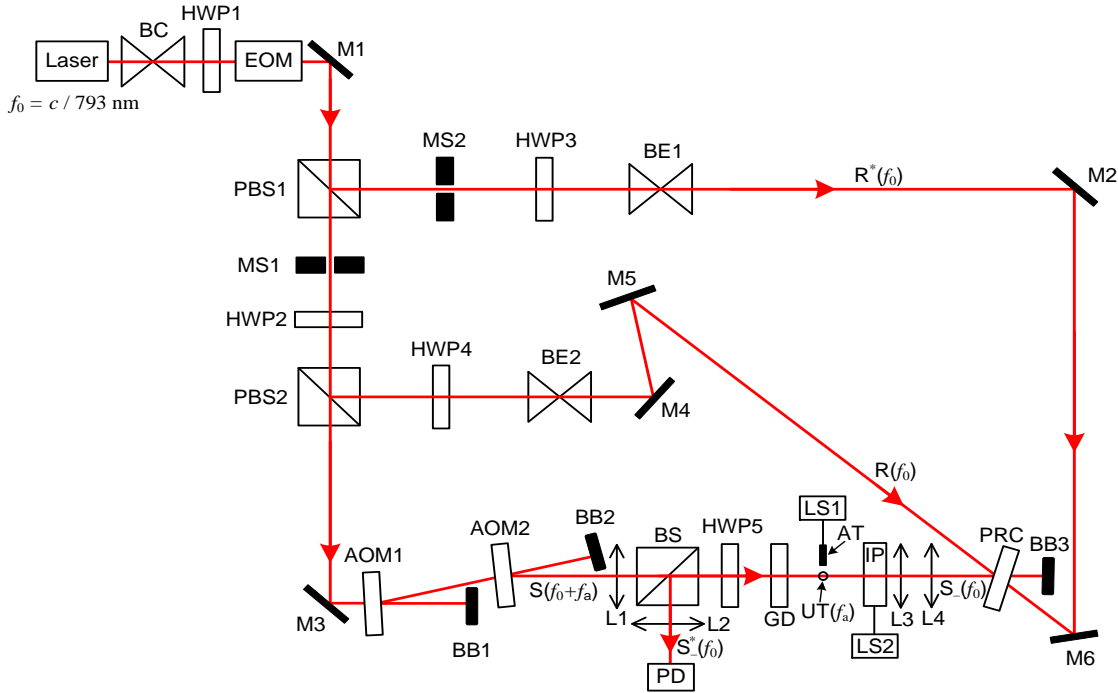 HWP1
BC
M1
Laser
EOM
f₀ = c / 793 nm
MS2
HWP3
BE1
M2
PBS1
R*(f₀)
MS1
M5
HWP2
HWP4
BE2
PBS2
M4
R(f₀)
LS1
AT
BB2
BS
HWP5
PRC
BB3
AOM2
AOM1
IP
S(f₀+fₐ)
S₋(f₀)
M3
L1
L2
GD
UT(fₐ)
L3
L4
BB1
S₋*(f₀)
LS2
M6
PD